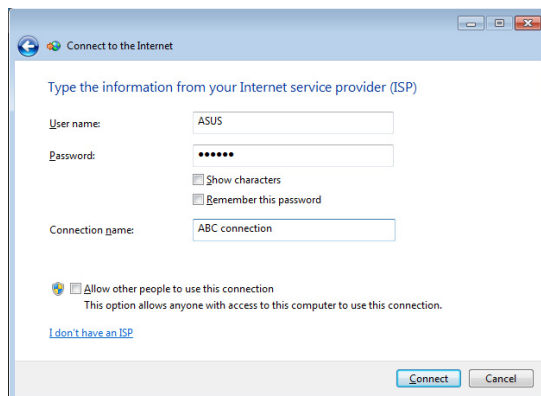 Connect to the Internet
Type the information from your Internet service provider (ISP)
User name: ASUS
Password: ••••••
Show characters
Remember this password
Connection name: ABC connection
Allow other people to use this connection
This option allows anyone with access to this computer to use this connection.
I don't have an ISP
Connect Cancel